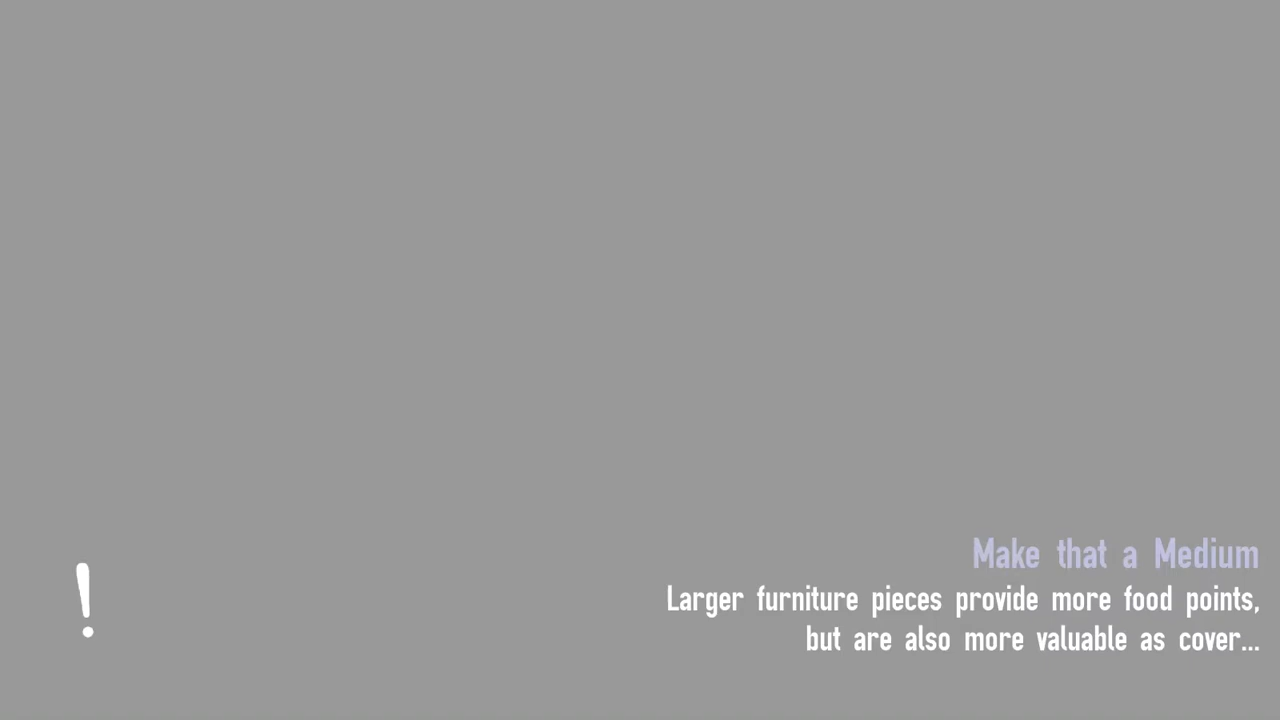 Make that a Medium
Larger furniture pieces provide more food points,
but are also more valuable as cover...
!